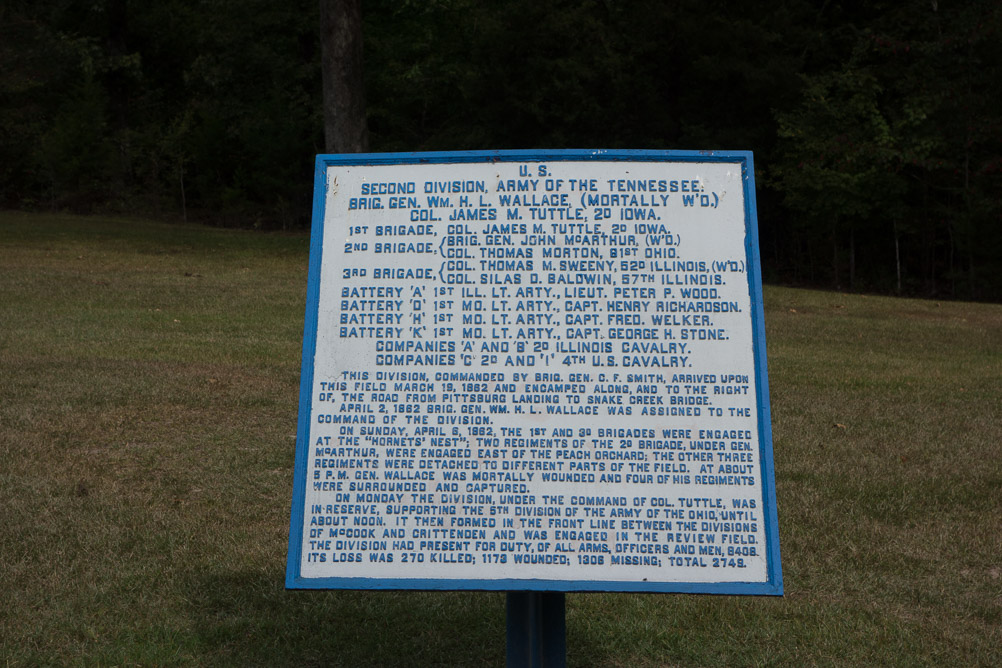 U. S.
SECOND DIVISION, ARMY OF THE TENNESSEE.
BRIG. GEN. WM. H. L. WALLACE, (MORTALLY W'D.)
COL. JAMES M. TUTTLE, 2D IOWA.
1ST BRIGADE, COL. JAMES M. TUTTLE, 2D IOWA.
2ND BRIGADE, {BRIG. GEN. JOHN MCARTHUR, (W'D.)
COL. THOMAS MORTON, 81ST OHIO.
3RD BRIGADE, {COL. THOMAS M. SWEENY, 52D ILLINOIS, (W'D.)
COL. SILAS D. BALDWIN, 57TH ILLINOIS.
BATTERY 'A' 1ST ILL. LT. ARTY., LIEUT. PETER P. WOOD.
BATTERY 'D' 1ST MO. LT. ARTY., CAPT. HENRY RICHARDSON.
BATTERY 'H' 1ST MO. LT. ARTY., CAPT. FRED. WELKER.
BATTERY 'K' 1ST MO. LT. ARTY., CAPT. GEORGE H. STONE.
COMPANIES 'A' AND 'B' 2D ILLINOIS CAVALRY.
COMPANIES 'C' 2D AND 'I' 4TH U.S. CAVALRY.
THIS DIVISION, COMMANDED BY BRIG. GEN. C. F. SMITH, ARRIVED UPON
THIS FIELD MARCH 19, 1862 AND ENCAMPED ALONG, AND TO THE RIGHT
OF, THE ROAD FROM PITTSBURG LANDING TO SNAKE CREEK BRIDGE.
APRIL 2, 1862 BRIG. GEN. WM. H. L. WALLACE WAS ASSIGNED TO THE
COMMAND OF THE DIVISION.
ON SUNDAY, APRIL 6, 1862, THE 1ST AND 3D BRIGADES WERE ENGAGED
AT THE "HORNETS' NEST"; TWO REGIMENTS OF THE 2D BRIGADE, UNDER GEN.
MCARTHUR, WERE ENGAGED EAST OF THE PEACH ORCHARD; THE OTHER THREE
REGIMENTS WERE DETACHED TO DIFFERENT PARTS OF THE FIELD. AT ABOUT
5 P.M. GEN. WALLACE WAS MORTALLY WOUNDED AND FOUR OF HIS REGIMENTS
WERE SURROUNDED AND CAPTURED.
ON MONDAY THE DIVISION, UNDER THE COMMAND OF COL. TUTTLE, WAS
IN RESERVE, SUPPORTING THE 5TH DIVISION OF THE ARMY OF THE OHIO, UNTIL
ABOUT NOON. IT THEN FORMED IN THE FRONT LINE BETWEEN THE DIVISIONS
OF MCCOOK AND CRITTENDEN AND WAS ENGAGED IN THE REVIEW FIELD.
THE DIVISION HAD PRESENT FOR DUTY, OF ALL ARMS, OFFICERS AND MEN, 8408.
ITS LOSS WAS 270 KILLED; 1173 WOUNDED; 1306 MISSING; TOTAL 2749.